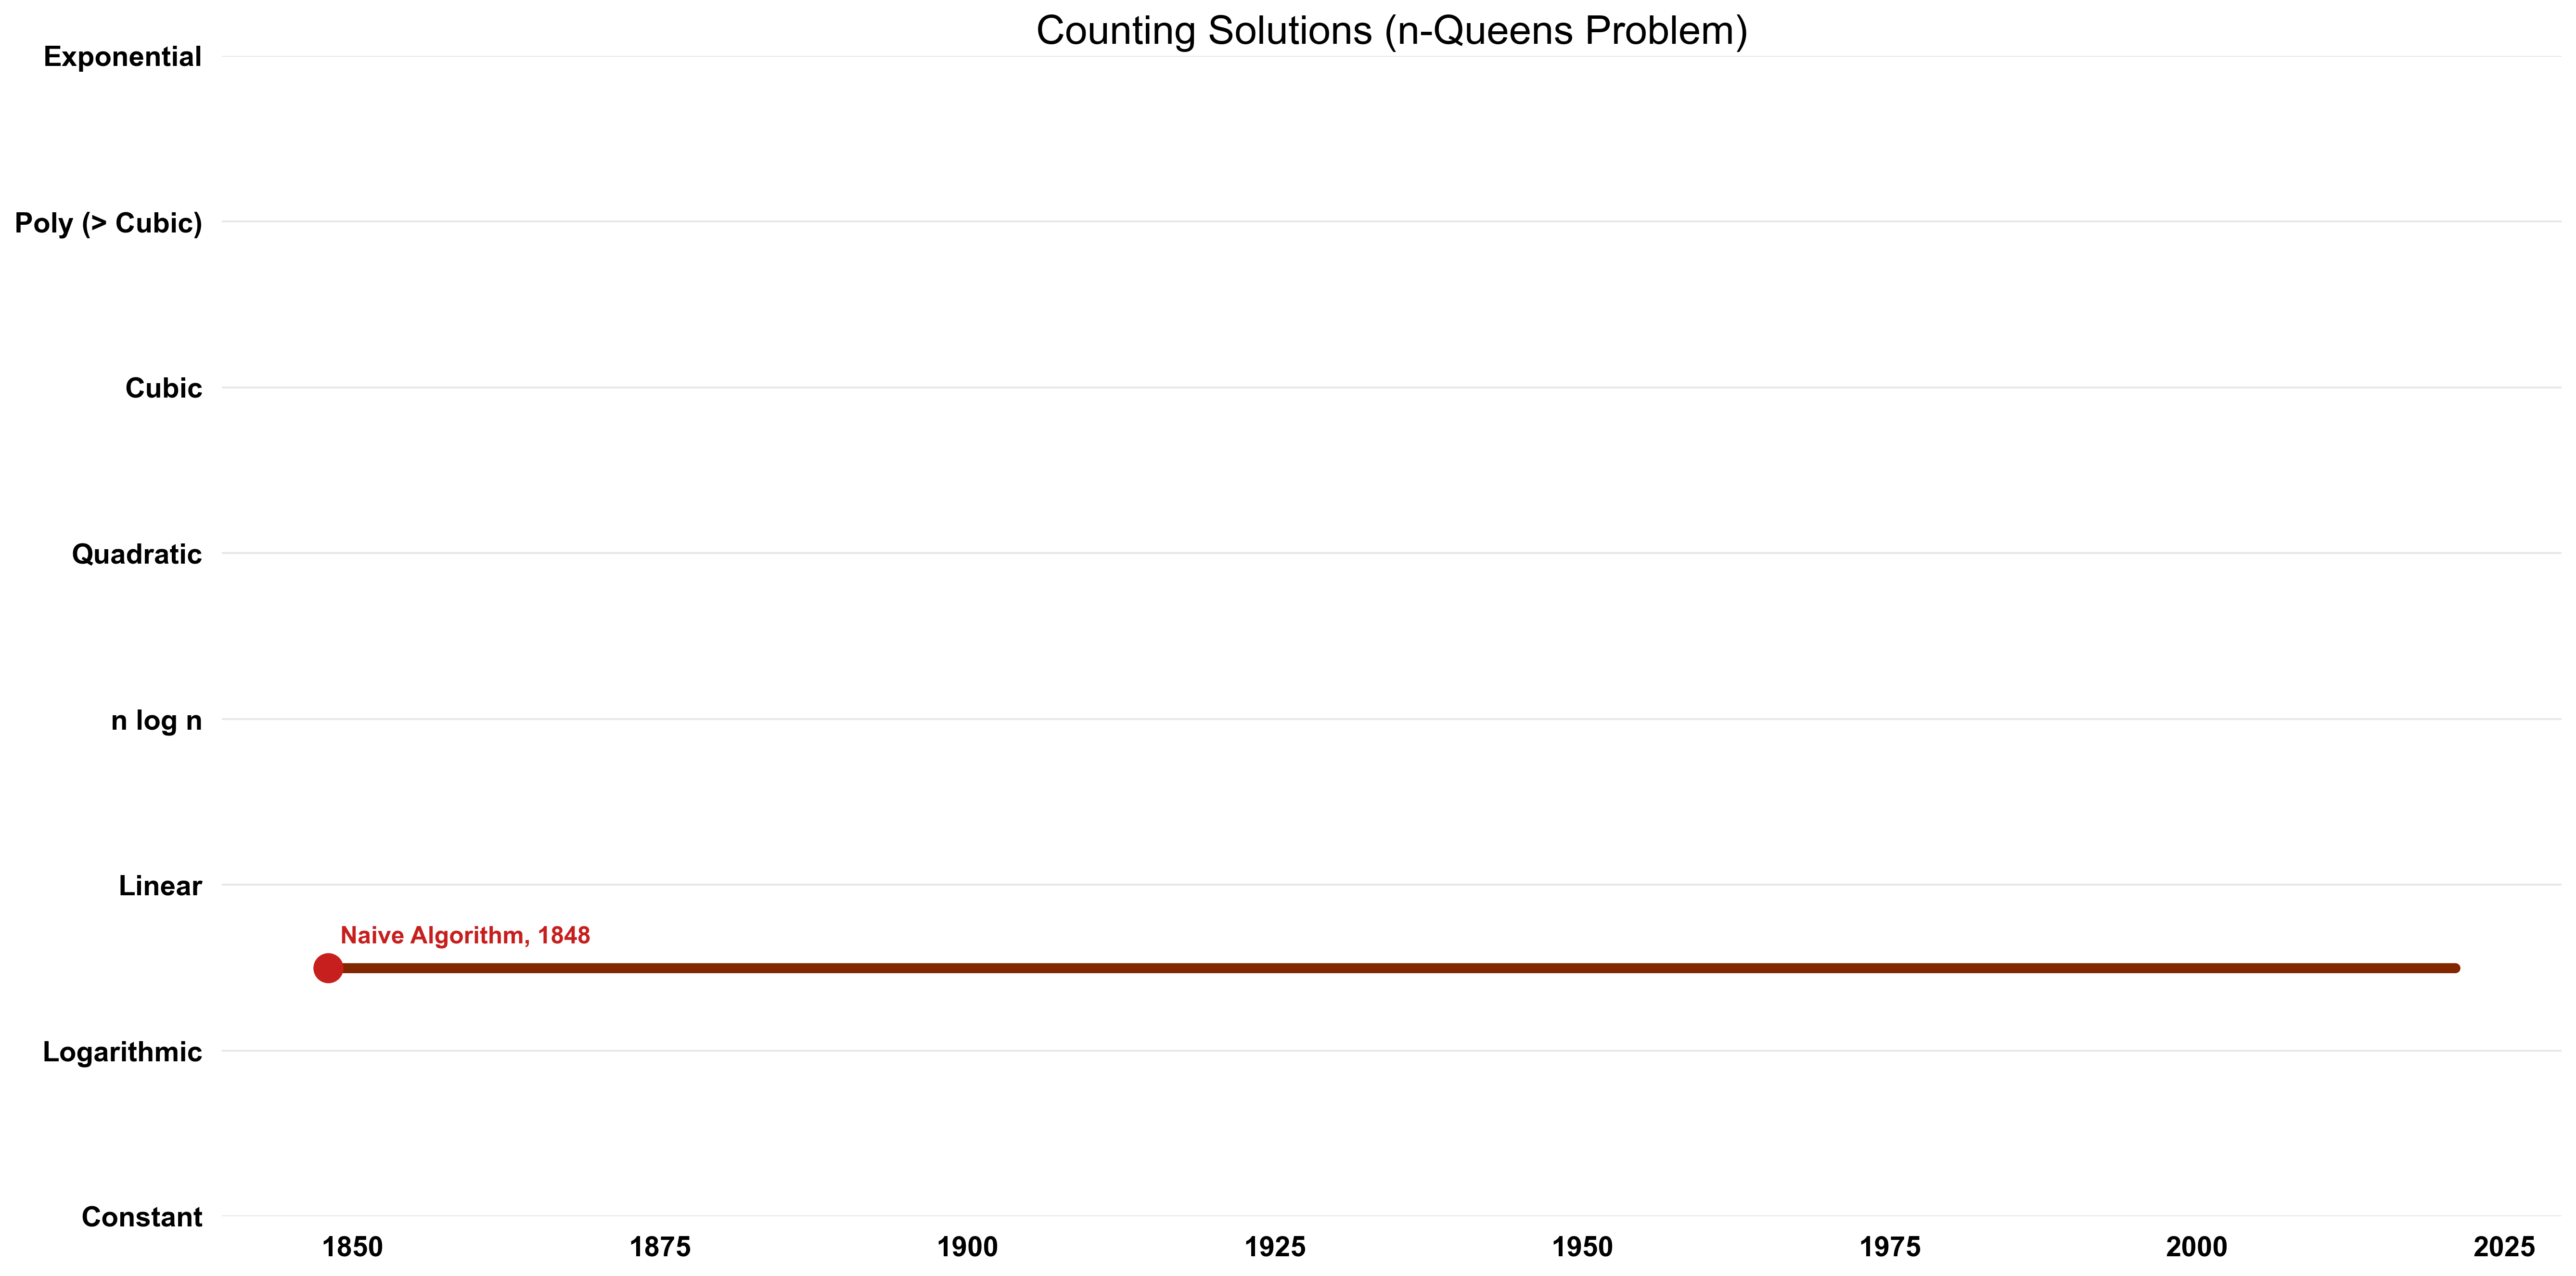 Counting Solutions (n-Queens Problem)
Exponential
Poly (> Cubic)
Cubic
Quadratic
n log n
Linear
Naive Algorithm, 1848
Logarithmic
Constant
1850 1875 1900 1925 1950 1975 2000 2025